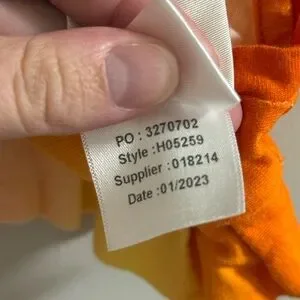 PO : 3270702
Style :H05259
Supplier :018214
Date :01/2023